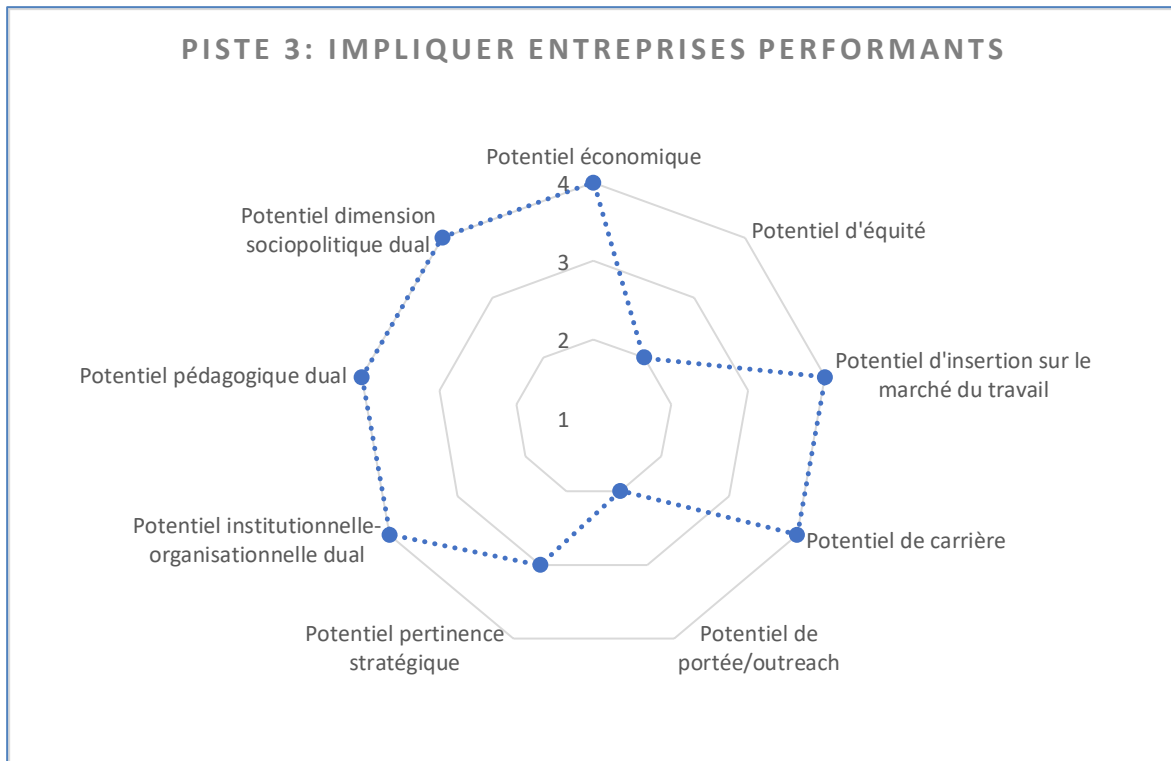 PISTE 3: IMPLIQUER ENTREPRISES PERFORMANTS
Potentiel économique
4
3
2
1
Potentiel d'équité
Potentiel d'insertion sur le
marché du travail
Potentiel de carrière
Potentiel de
portée/outreach
Potentiel pertinence
stratégique
Potentiel institutionnelle-
organisationnelle dual
Potentiel pédagogique dual
Potentiel dimension
sociopolitique dual